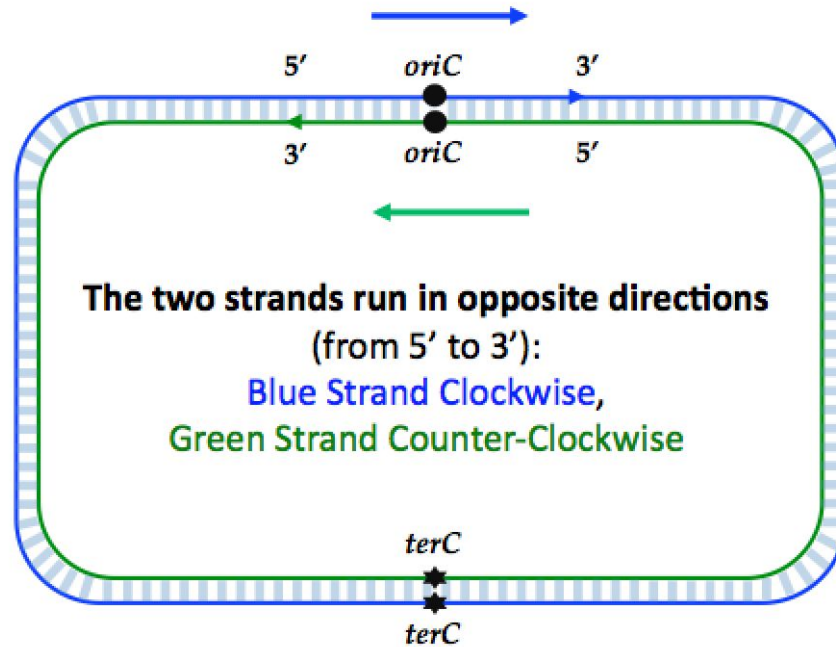 5′ oriC 3′
3′ oriC 5′
The two strands run in opposite directions
(from 5′ to 3′):
Blue Strand Clockwise,
Green Strand Counter-Clockwise
terC
terC